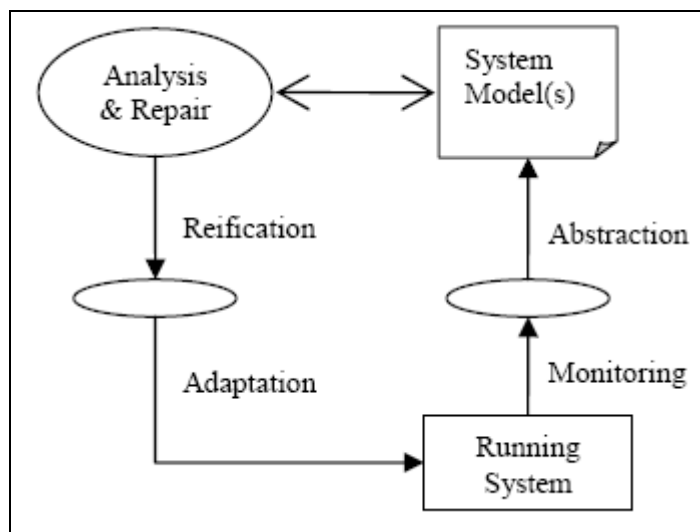 Analysis
& Repair
System
Model(s)
Reification
Abstraction
Adaptation
Monitoring
Running
System